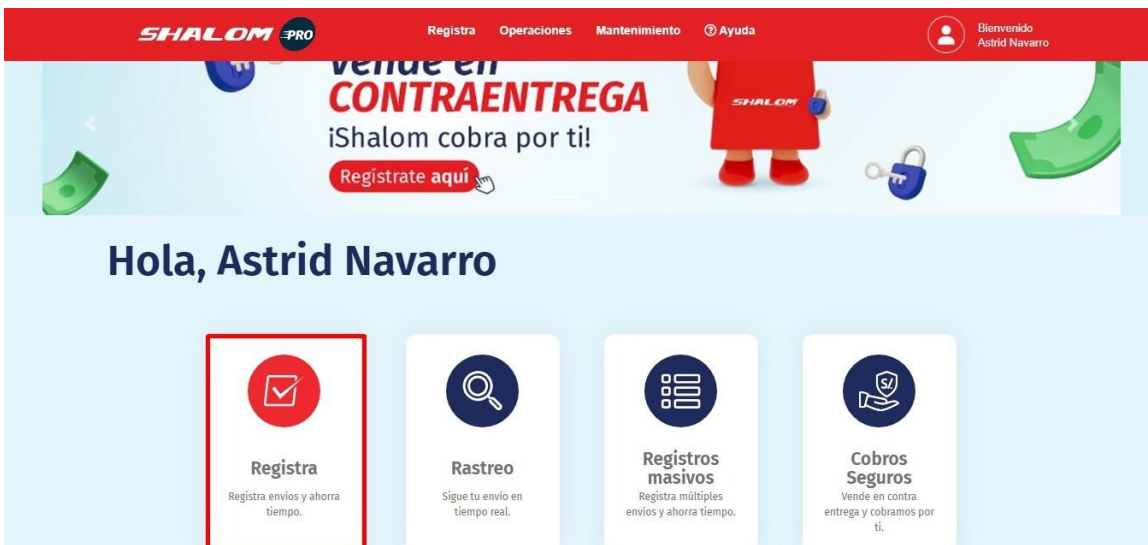 SHALOM PRO
Registra Operaciones Mantenimiento ? Ayuda
Bienvenido
Astrid Navarro
Vende en
CONTRAENTREGA
¡Shalom cobra por ti!
Regístrate aquí
SHALOM
Hola, Astrid Navarro
Registra
Registra envíos y ahorra
tiempo.
Rastreo
Sigue tu envío en
tiempo real.
Registros
masivos
Registra múltiples
envíos y ahorra tiempo.
S/.
Cobros
Seguros
Vende en contra
entrega y cobramos por
ti.